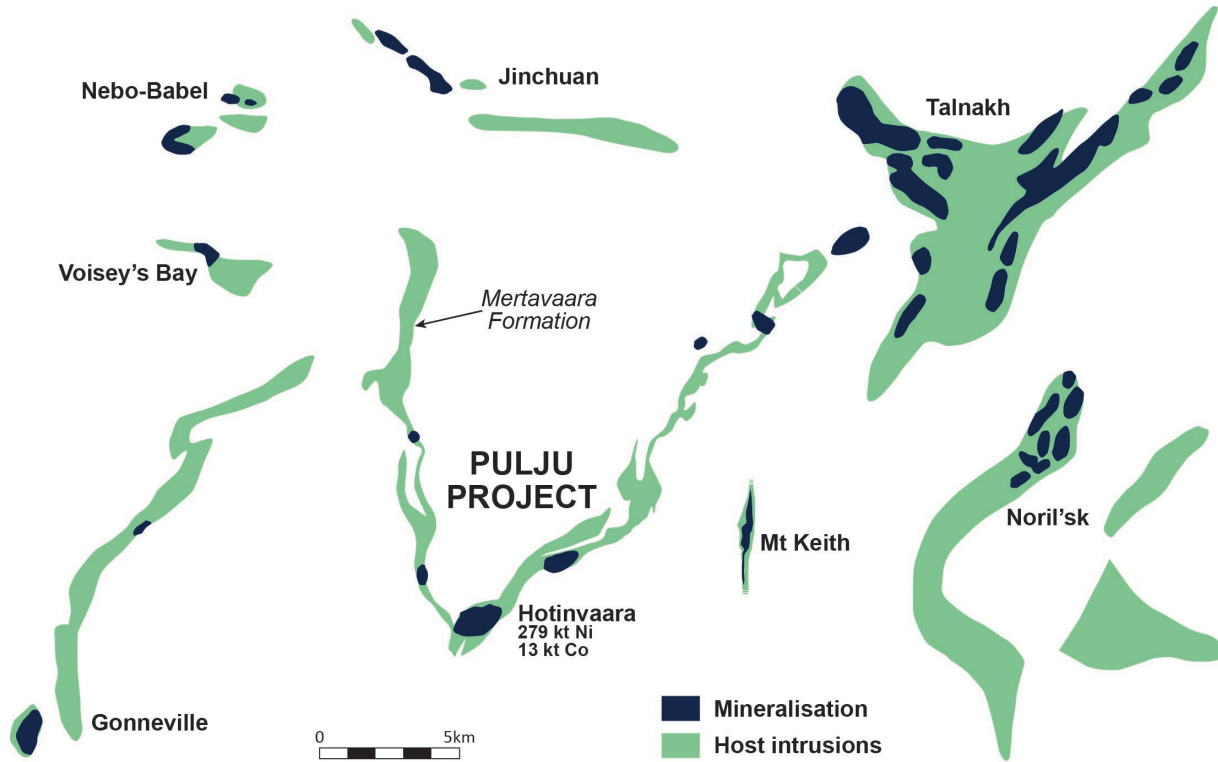 Nebo-Babel
Jinchuan
Talnakh
Voisey's Bay
Mertavaara
Formation
PULJU
PROJECT
Mt Keith
Noril'sk
Hotinvaara
279 kt Ni
13 kt Co
Gonneville
0 5km
Mineralisation
Host intrusions